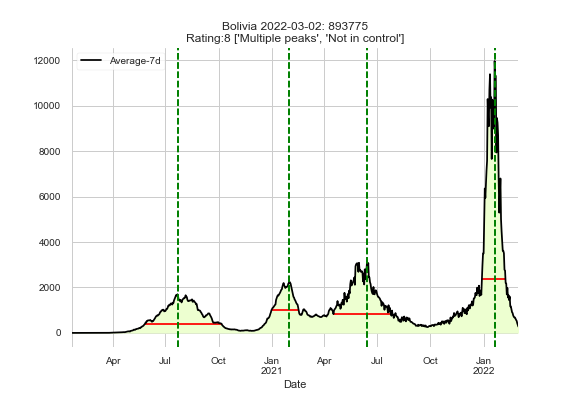 Bolivia 2022-03-02: 893775
Rating:8 ['Multiple peaks', 'Not in control']
Average-7d
12000
10000
8000
6000
4000
2000
0
Apr Jul Oct Jan Apr Jul Oct Jan
2021 2022
Date